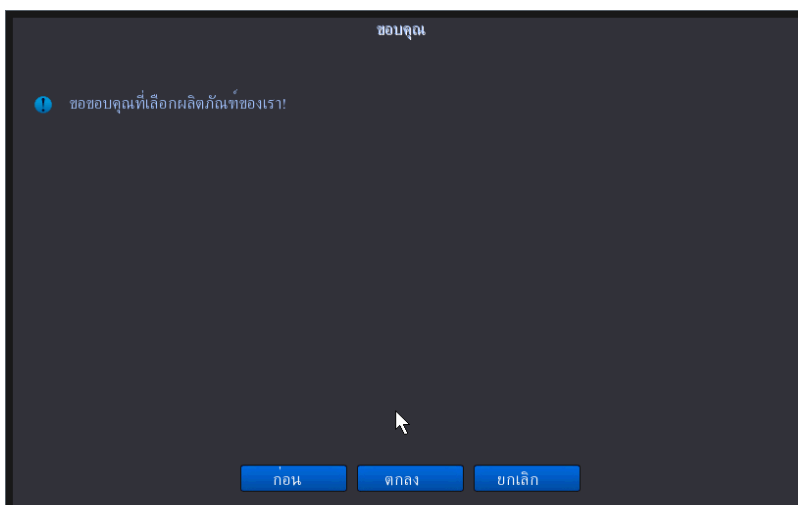 ขอบคุณ
ขอขอบคุณที่เลือกผลิตภัณฑ์ของเรา!
ก่อน
ตกลง
ยกเลิก